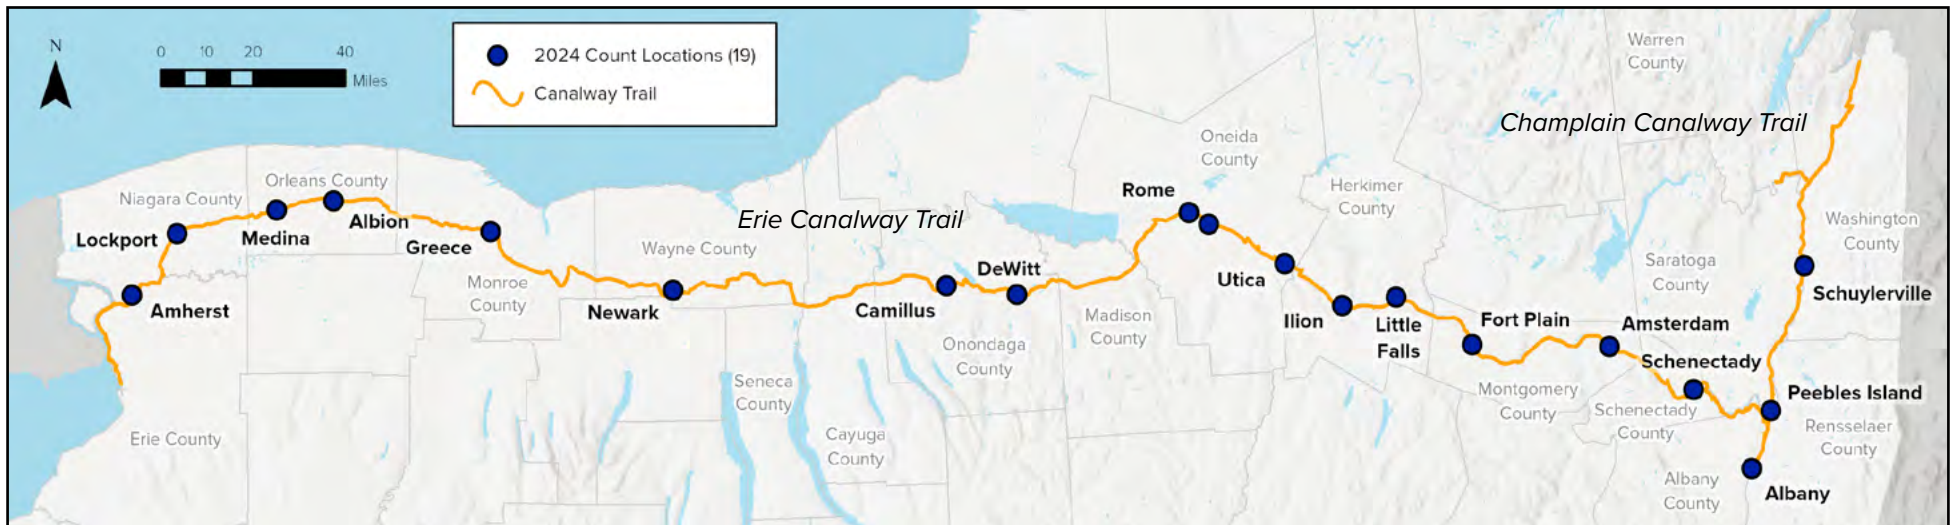 N
0 10 20 40
Miles
2024 Count Locations (19)
Canalway Trail
Warren
County
Champlain Canalway Trail
Oneida
County
Niagara County
Orleans County
Rome
Herkimer
County
Erie Canalway Trail
Washington
County
Lockport
Medina
Albion
Greece
Wayne County
DeWitt
Utica
Saratoga
County
Schuylerville
Monroe
County
Amherst
Newark
Camillus
Madison
County
Ilion
Little
Falls
Fort Plain
Amsterdam
Onondaga
County
Schenectady
Seneca
County
Montgomery
County
Peebles Island
Schenectady
County
Rensselaer
County
Erie County
Cayuga
County
Albany
County
Albany